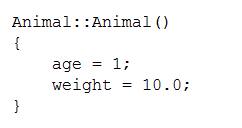 Animal::Animal()
{
    age = 1;
    weight = 10.0;
}